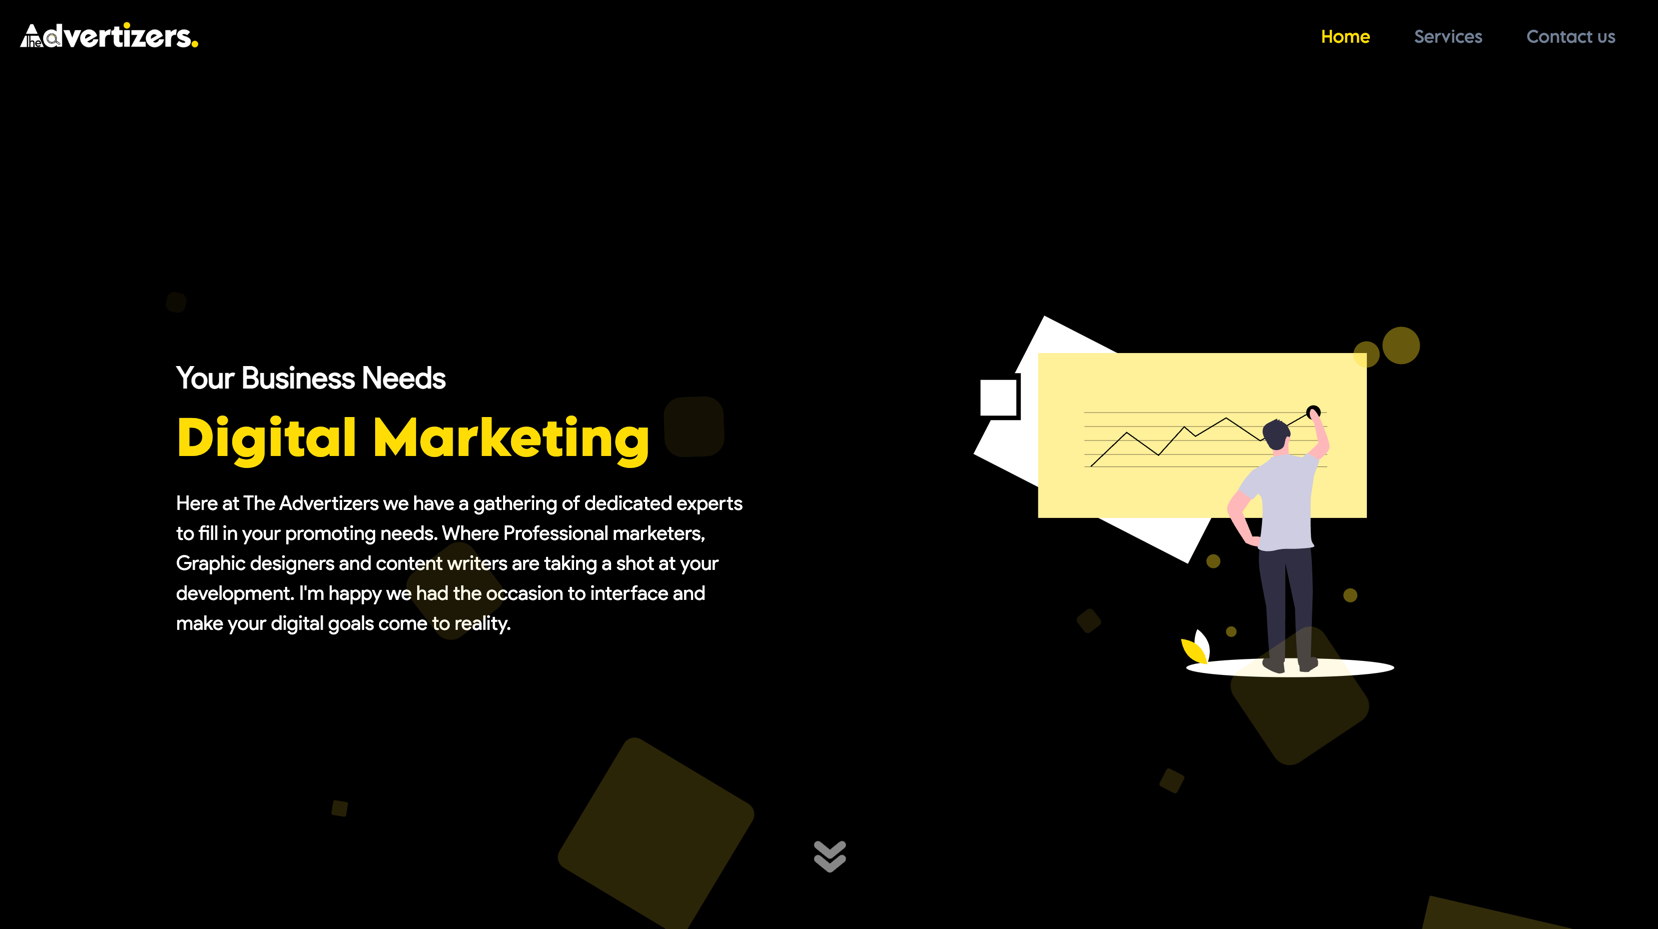 The Advertizers.
Home
Services
Contact us
Your Business Needs
Digital Marketing
Here at The Advertizers we have a gathering of dedicated experts
to fill in your promoting needs. Where Professional marketers,
Graphic designers and content writers are taking a shot at your
development. I'm happy we had the occasion to interface and
make your digital goals come to reality.